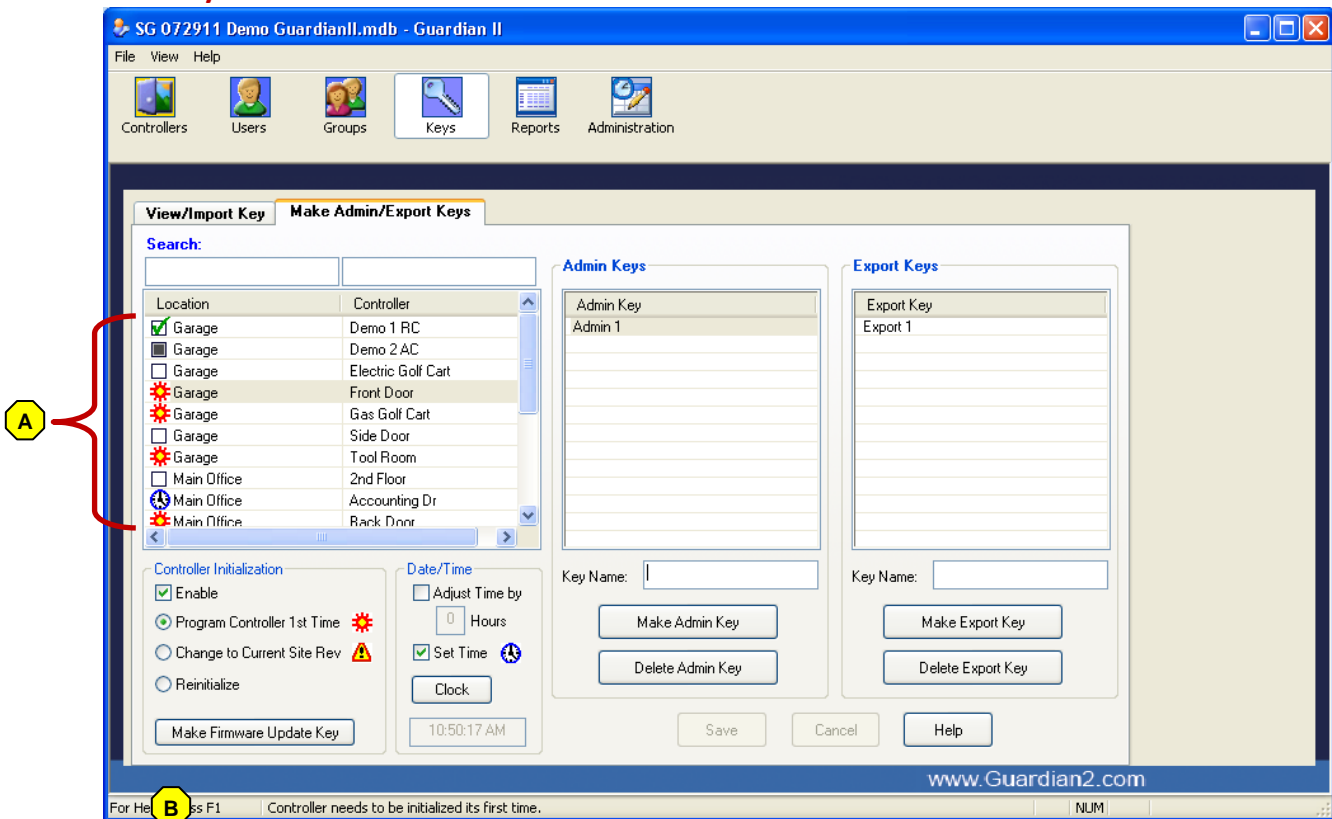 SG 072911 Demo GuardianII.mdb - Guardian II
File View Help
Controllers Users Groups Keys Reports Administration
View/Import Key Make Admin/Export Keys
Search:
Admin Keys Export Keys
Location Controller Admin Key Export Key
Garage Demo 1 RC Admin 1 Export 1
Garage Demo 2 AC
Garage Electric Golf Cart
Garage Front Door
A
Garage Gas Golf Cart
Garage Side Door
Garage Tool Room
Main Office 2nd Floor
Main Office Accounting Dr
Main Office Back Door
Controller Initialization Date/Time
Key Name: Key Name:
Enable Adjust Time by
Program Controller 1st Time 0 Hours Make Admin Key Make Export Key
Change to Current Site Rev Set Time Delete Admin Key Delete Export Key
Reinitialize Clock
Make Firmware Update Key 10:50:17 AM Save Cancel Help
www.Guardian2.com
For He B ss F1 Controller needs to be initialized its first time. NUM